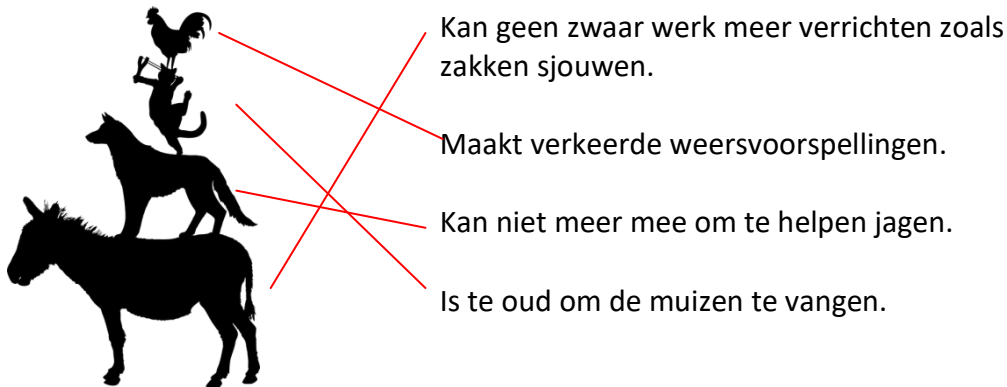 Kan geen zwaar werk meer verrichten zoals
zakken sjouwen.
Maakt verkeerde weersvoorspellingen.
Kan niet meer mee om te helpen jagen.
Is te oud om de muizen te vangen.